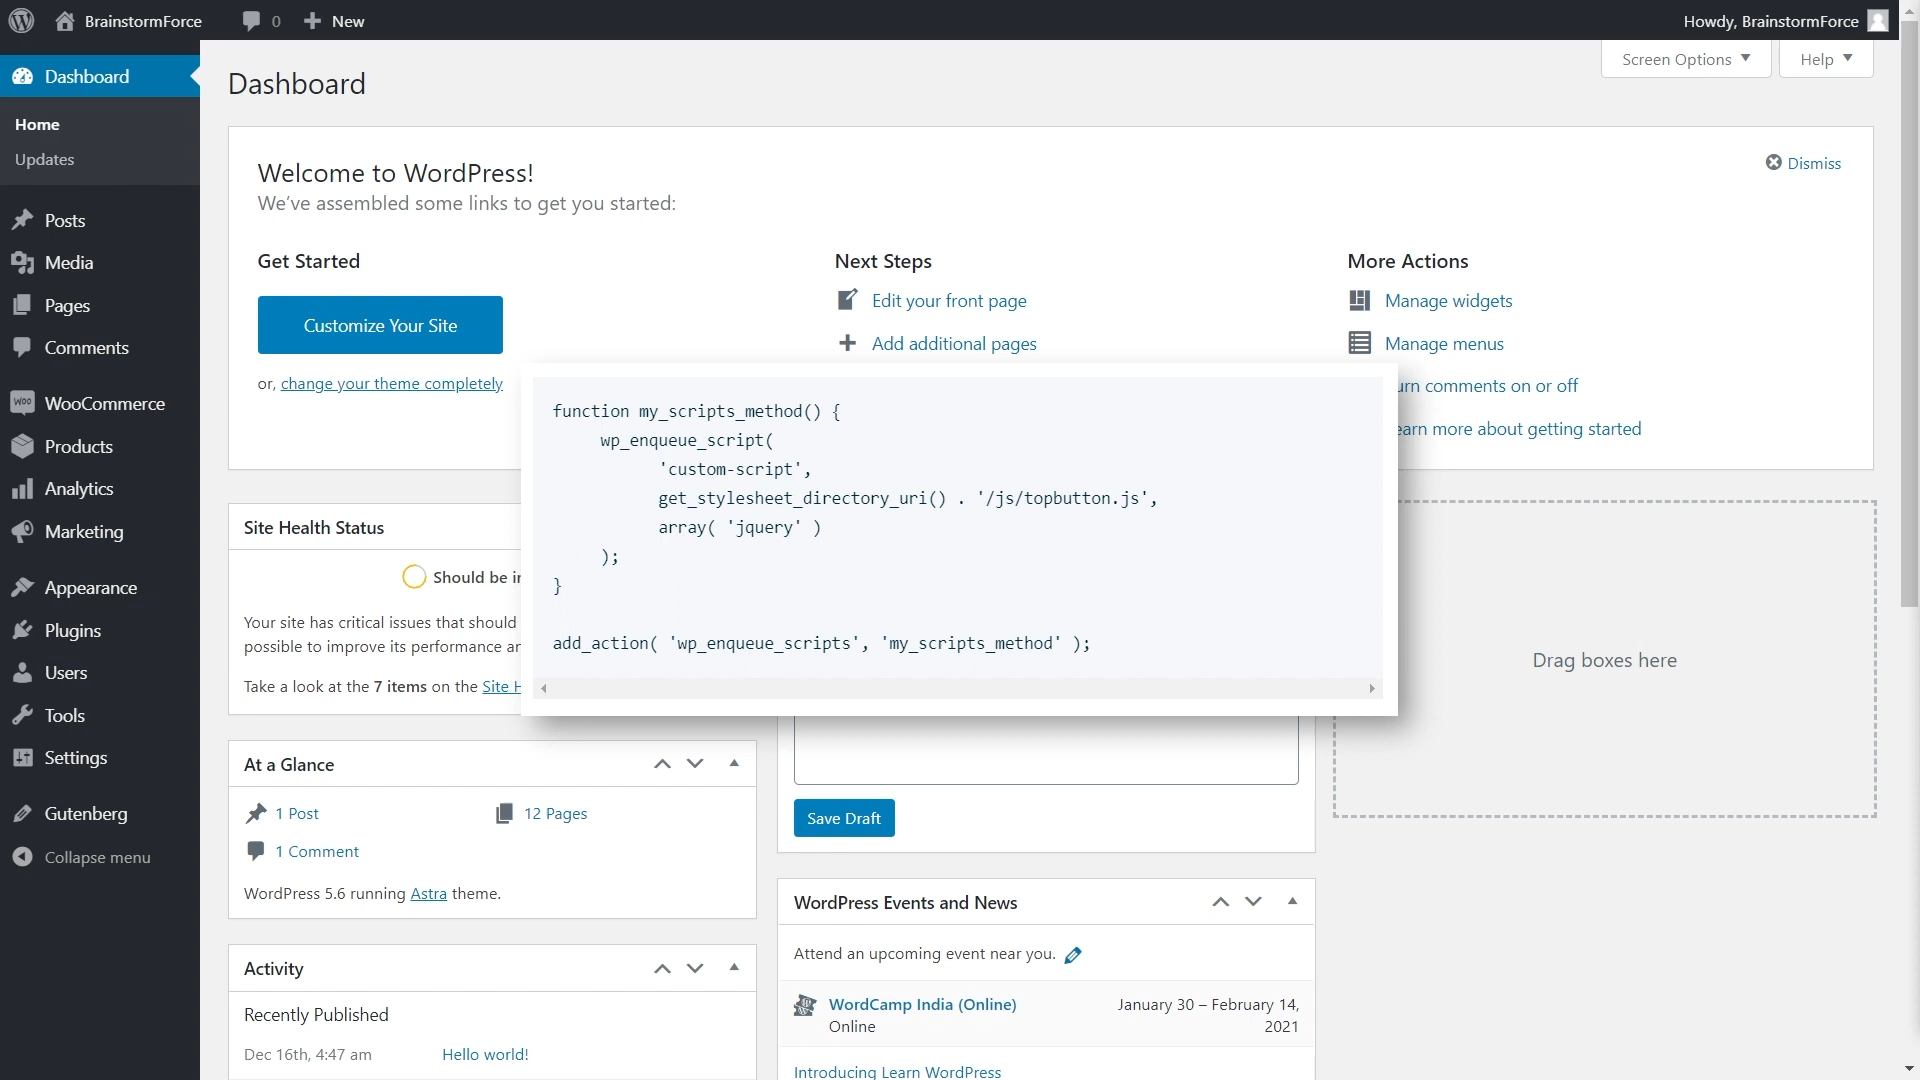 BrainstormForce
0
New
Howdy, BrainstormForce
Dashboard
Home
Updates
Posts
Media
Pages
Comments
WOO
WooCommerce
Products
Analytics
Marketing
Appearance
Plugins
Users
Tools
Settings
Gutenberg
Collapse menu
Dashboard
Screen Options
Help
Welcome to WordPress!
We've assembled some links to get you started:
Dismiss
Get Started
Customize Your Site
or, change your theme completely
Next Steps
Edit your front page
Add additional pages
More Actions
Manage widgets
Manage menus
comments on or off
more about getting started
function my_scripts_method() {
wp_enqueue_script(
'custom-script',
get_stylesheet_directory_uri() . '/js/topbutton.js',
array( 'jquery' )
);
}
add_action( 'wp_enqueue_scripts', 'my_scripts_method' );
Site Health Status
Should be
Your site has critical issues that should
possible to improve its performance
Take a look at the 7 items on the Site
At a Glance
1 Post
12 Pages
1 Comment
WordPress 5.6 running Astra theme.
Activity
Recently Published
Dec 16th, 4:47 am
Hello world!
Save Draft
WordPress Events and News
Attend an upcoming event near you.
WordCamp India (Online)
Online
January 30 – February 14,
2021
Introducing Learn WordPress
Drag boxes here